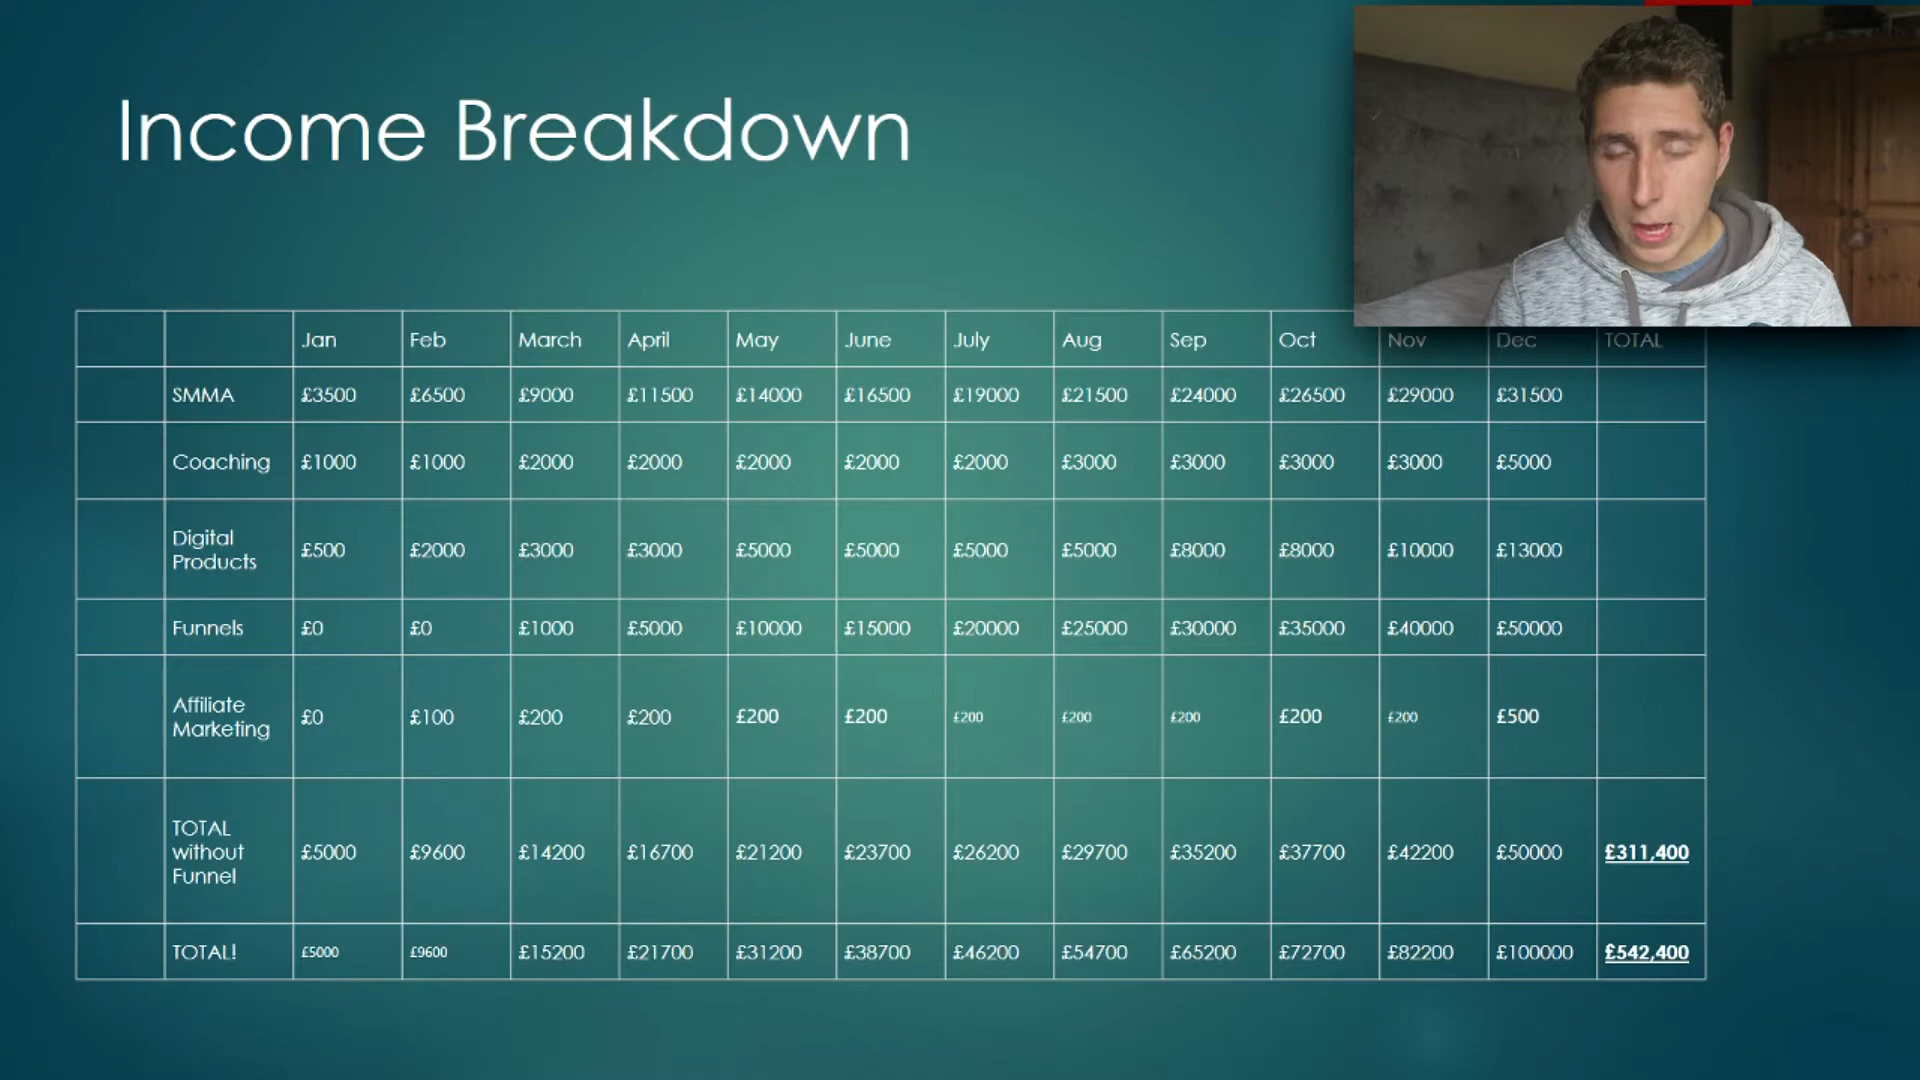 Income Breakdown
Jan Feb March April May June July Aug Sep Oct Nov Dec TOTAL
SMMA £3500 £6500 £9000 £11500 £14000 £16500 £19000 £21500 £24000 £26500 £29000 £31500
Coaching £1000 £1000 £2000 £2000 £2000 £2000 £2000 £3000 £3000 £3000 £3000 £5000
Digital
Products £500 £2000 £3000 £3000 £5000 £5000 £5000 £5000 £8000 £8000 £10000 £13000
Funnels £0 £0 £1000 £5000 £10000 £15000 £20000 £25000 £30000 £35000 £40000 £50000
Affiliate
Marketing £0 £100 £200 £200 £200 £200 £200 £200 £200 £200 £200 £500
TOTAL
without
Funnel £5000 £9600 £14200 £16700 £21200 £23700 £26200 £29700 £35200 £37700 £42200 £50000 £311,400
TOTAL! £5000 £9600 £15200 £21700 £31200 £38700 £46200 £54700 £65200 £72700 £82200 £100000 £542,400